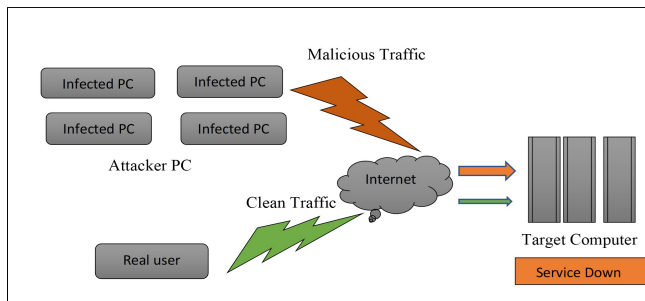 Malicious Traffic
Infected PC
Infected PC
Infected PC
Infected PC
Attacker PC
Internet
Clean Traffic
Real user
Target Computer
Service Down